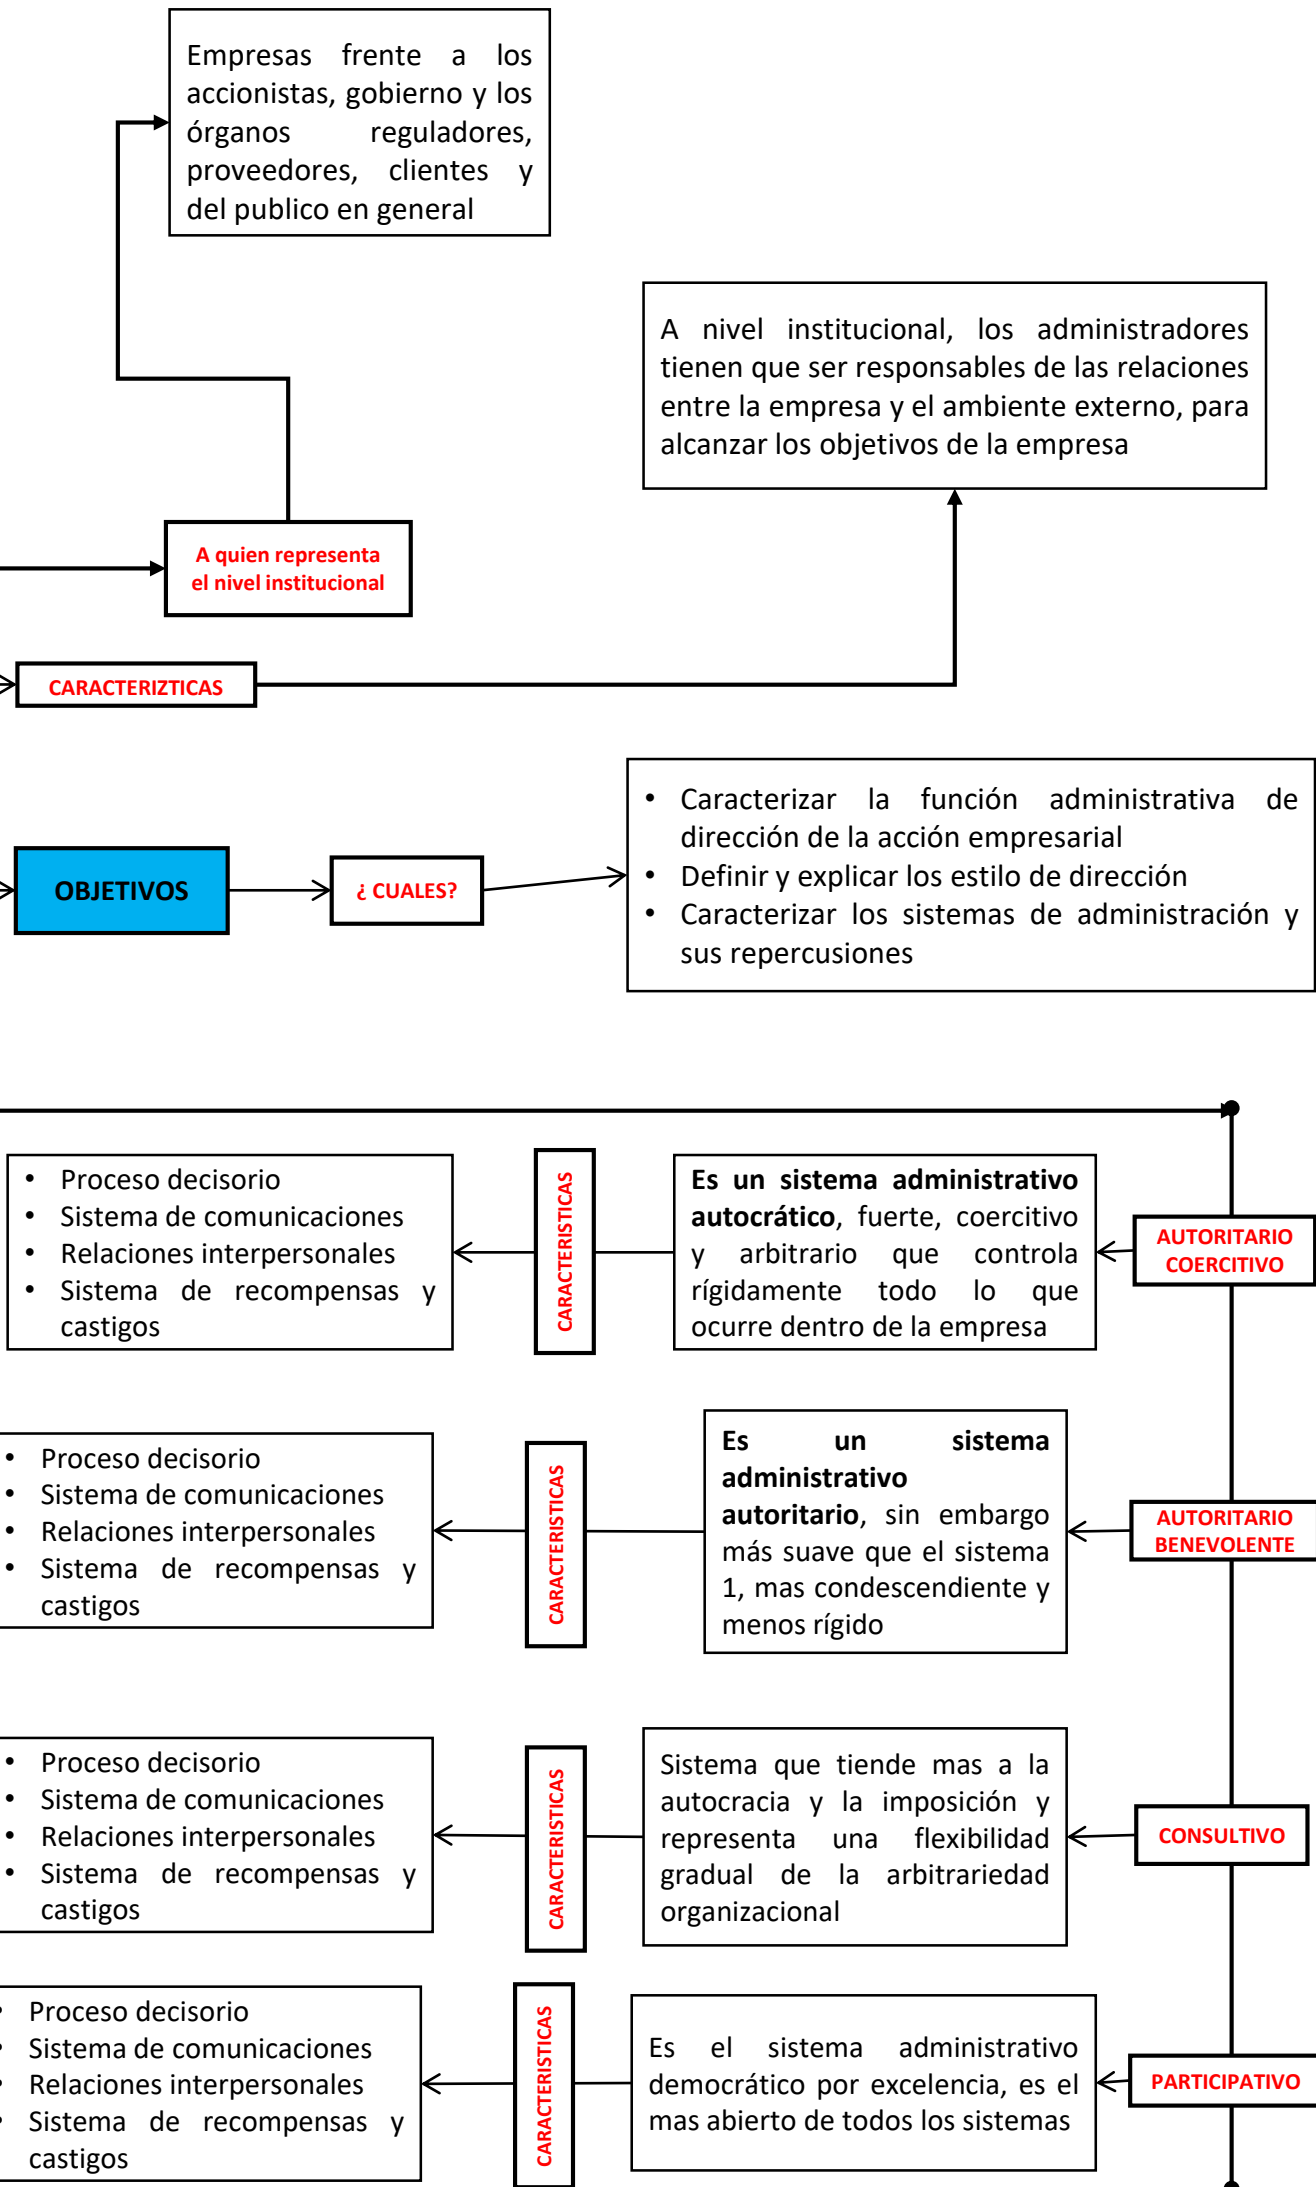 Empresas frente a los
accionistas, gobierno y los
órganos reguladores,
proveedores, clientes y
del publico en general
A nivel institucional, los administradores
tienen que ser responsables de las relaciones
entre la empresa y el ambiente externo, para
alcanzar los objetivos de la empresa
A quien representa
el nivel institucional
CARACTERIZTICAS
OBJETIVOS
¿ CUALES?
• Caracterizar la función administrativa de
dirección de la acción empresarial
• Definir y explicar los estilo de dirección
• Caracterizar los sistemas de administración y
sus repercusiones
• Proceso decisorio
• Sistema de comunicaciones
• Relaciones interpersonales
• Sistema de recompensas y
castigos
CARACTERISTICAS
Es un sistema administrativo
autocrático, fuerte, coercitivo
y arbitrario que controla
rígidamente todo lo que
ocurre dentro de la empresa
AUTORITARIO
COERCITIVO
• Proceso decisorio
• Sistema de comunicaciones
• Relaciones interpersonales
• Sistema de recompensas y
castigos
CARACTERISTICAS
Es un sistema
administrativo
autoritario, sin embargo
más suave que el sistema
1, mas condescendiente y
menos rígido
AUTORITARIO
BENEVOLENTE
• Proceso decisorio
• Sistema de comunicaciones
• Relaciones interpersonales
• Sistema de recompensas y
castigos
CARACTERISTICAS
Sistema que tiende mas a la
autocracia y la imposición y
representa una flexibilidad
gradual de la arbitrariedad
organizacional
CONSULTIVO
• Proceso decisorio
• Sistema de comunicaciones
• Relaciones interpersonales
• Sistema de recompensas y
castigos
CARACTERISTICAS
Es el sistema administrativo
democrático por excelencia, es el
mas abierto de todos los sistemas
PARTICIPATIVO